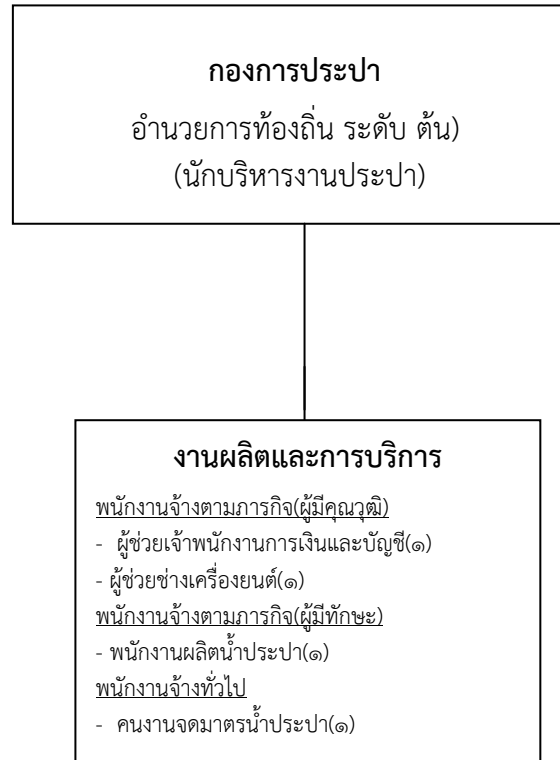 กองการประปา
อำนวยการท้องถิ่น ระดับ ต้น)
(นักบริหารงานประปา)
งานผลิตและการบริการ
พนักงานจ้างตามภารกิจ(ผู้มีคุณวุฒิ)
- ผู้ช่วยเจ้าพนักงานการเงินและบัญชี(๑)
- ผู้ช่วยช่างเครื่องยนต์(๑)
พนักงานจ้างตามภารกิจ(ผู้มีทักษะ)
- พนักงานผลิตน้ำประปา(๑)
พนักงานจ้างทั่วไป
- คนงานจดมาตรน้ำประปา(๑)